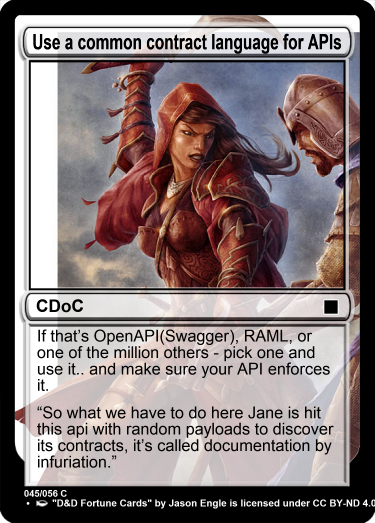 Use a common contract language for APIs
CDoC
If that's OpenAPI(Swagger), RAML, or
one of the million others - pick one and
use it.. and make sure your API enforces
it.
“So what we have to do here Jane is hit
this api with random payloads to discover
its contracts, it’s called documentation by
infuriation.”
045/056 C
• "D&D Fortune Cards" by Jason Engle is licensed under CC BY-ND 4.0